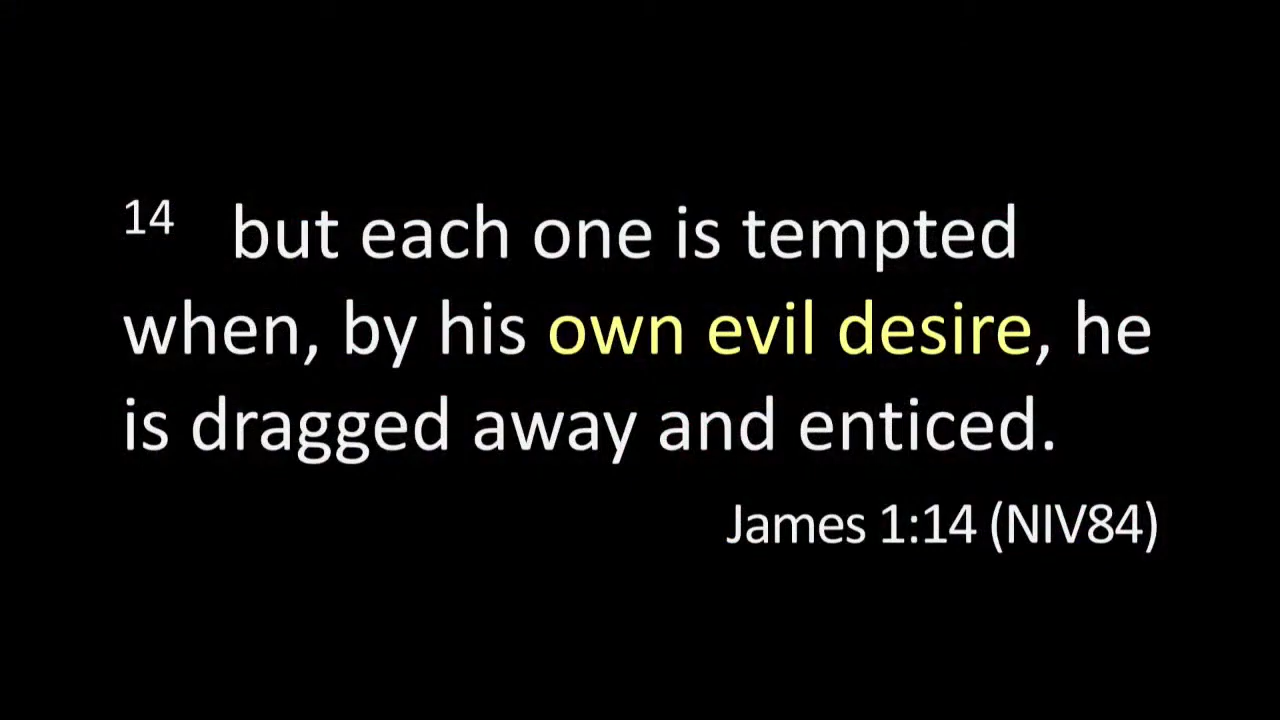 14 but each one is tempted
when, by his own evil desire, he
is dragged away and enticed.
James 1:14 (NIV84)